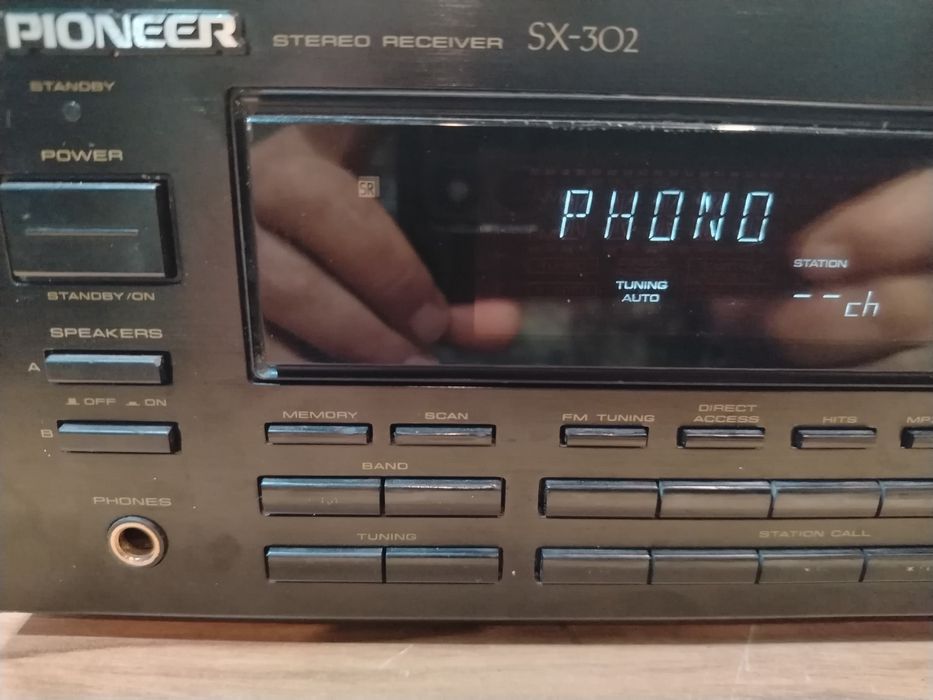 PIONEER STEREO RECEIVER SX-302
STANDBY
POWER
STANDBY/ON
SPEAKERS
A
OFF ON
B
PHONES
SR
PHONO
STATION
TUNING
AUTO
--ch
MEMORY SCAN FM TUNING DIRECT ACCESS HITS
BAND
TUNING
STATION CALL